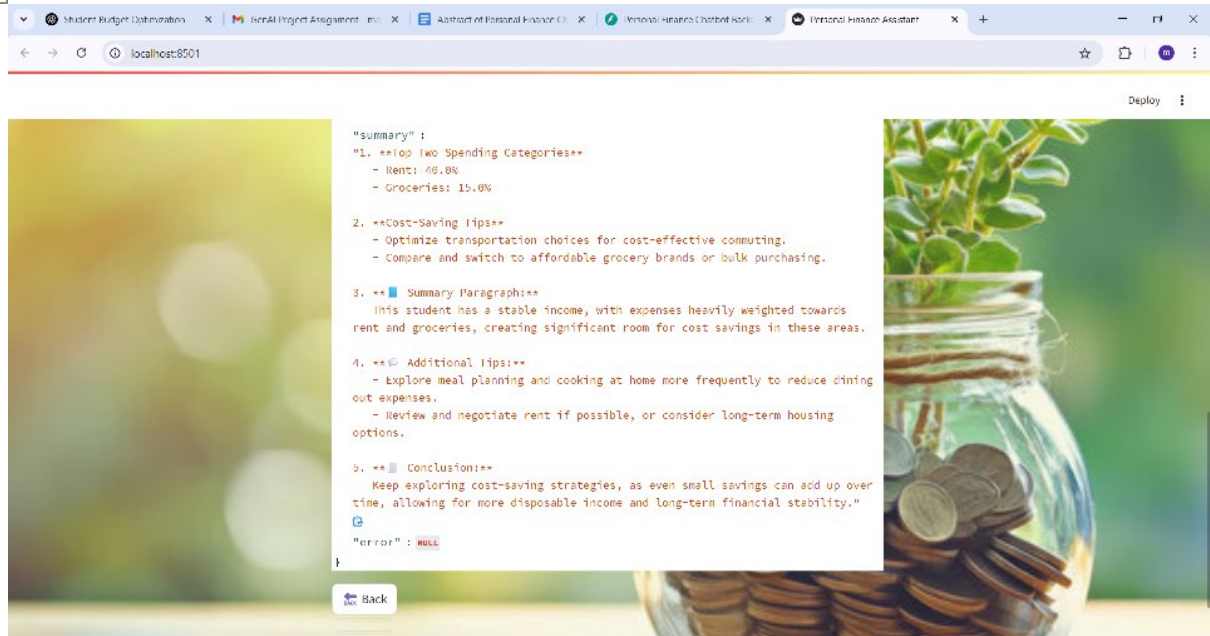 Student Budget Optimization
GenAI Project Assignment - ma
Abstract of Personal Finance Ch
Personal Finance Chatbot Back
Personal Finance Assistant
localhost:8501
m
Deploy
"summary" :
"1. **Top Two Spending Categories**
- Rent: 40.0%
- Groceries: 15.0%
2. **Cost-Saving Tips**
- Optimize transportation choices for cost-effective commuting.
- Compare and switch to affordable grocery brands or bulk purchasing.
3. **📘 Summary Paragraph:**
This student has a stable income, with expenses heavily weighted towards
rent and groceries, creating significant room for cost savings in these areas.
4. **💭 Additional Tips:**
- Explore meal planning and cooking at home more frequently to reduce dining
out expenses.
- Review and negotiate rent if possible, or consider long-term housing
options.
5. **🧾 Conclusion:**
Keep exploring cost-saving strategies, as even small savings can add up over
time, allowing for more disposable income and long-term financial stability."
"error" : NULL
}
BACK Back